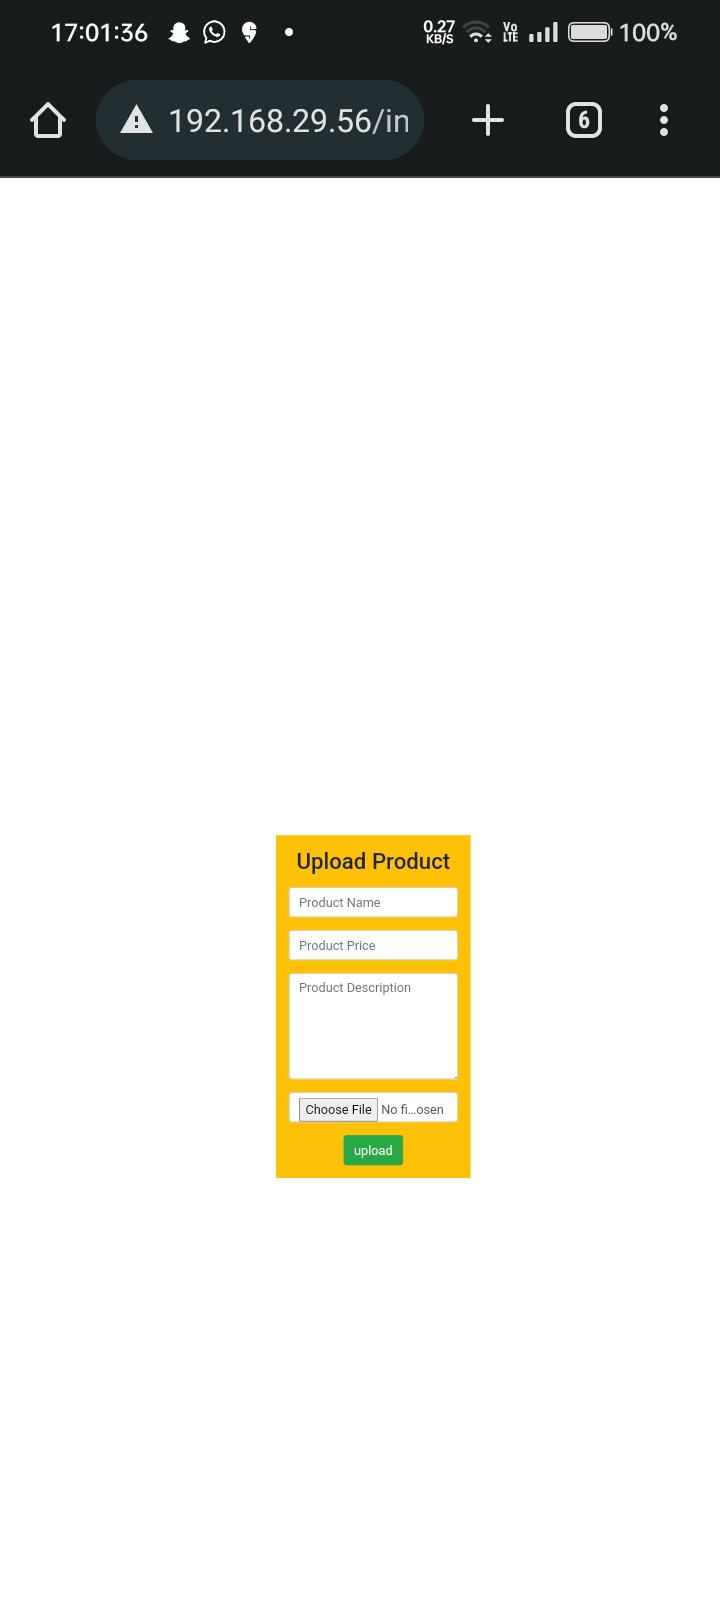 17:01:36 0.27 KB/S Vo LTE 100%
192.168.29.56/in 6
Upload Product
Product Name
Product Price
Product Description
Choose File No fi...osen
upload